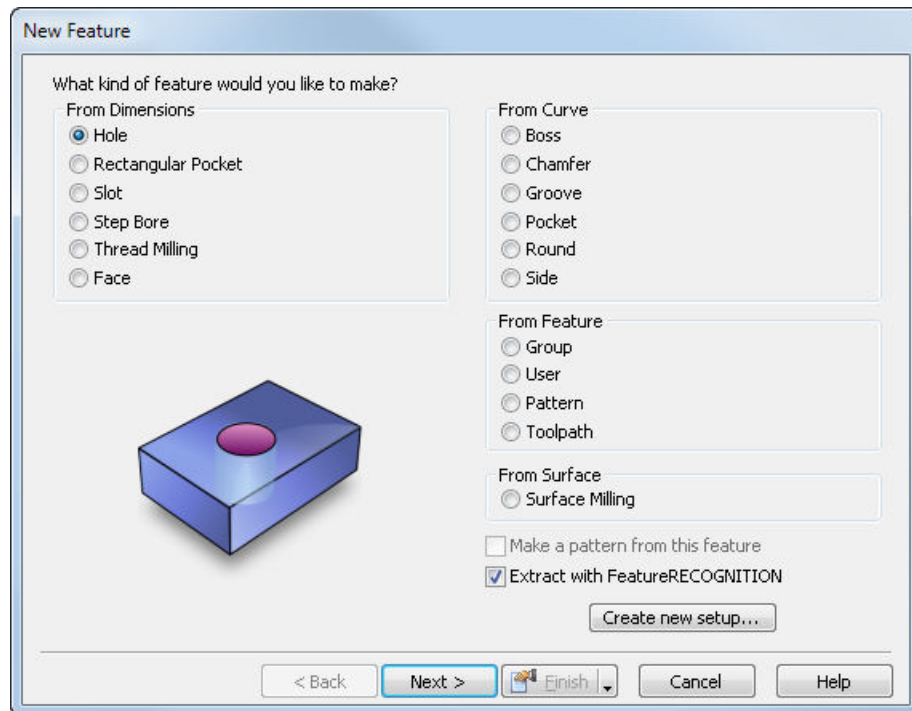 New Feature
What kind of feature would you like to make?
From Dimensions
Hole
Rectangular Pocket
Slot
Step Bore
Thread Milling
Face
From Curve
Boss
Chamfer
Groove
Pocket
Round
Side
From Feature
Group
User
Pattern
Toolpath
From Surface
Surface Milling
Make a pattern from this feature
Extract with FeatureRECOGNITION
Create new setup...
< Back Next > Finish Cancel Help